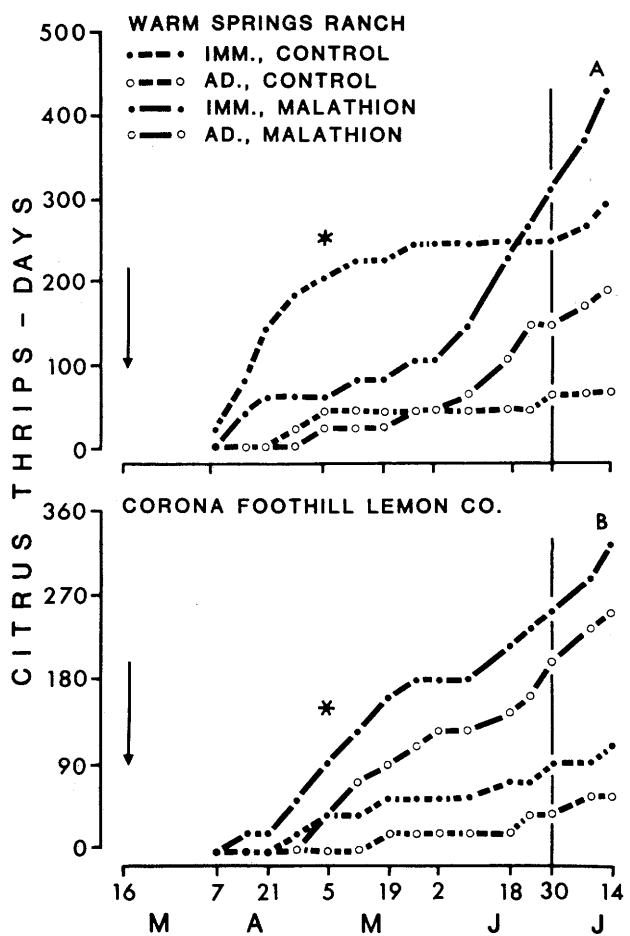 WARM SPRINGS RANCH
IMM., CONTROL
AD., CONTROL
IMM., MALATHION
AD., MALATHION
A
500
400
300
200
100
0
*
CITRUS THRIPS - DAYS
CORONA FOOTHILL LEMON CO.
B
360
270
180
90
0
*
16 7 21 5 19 2 18 30 14
M A M J J